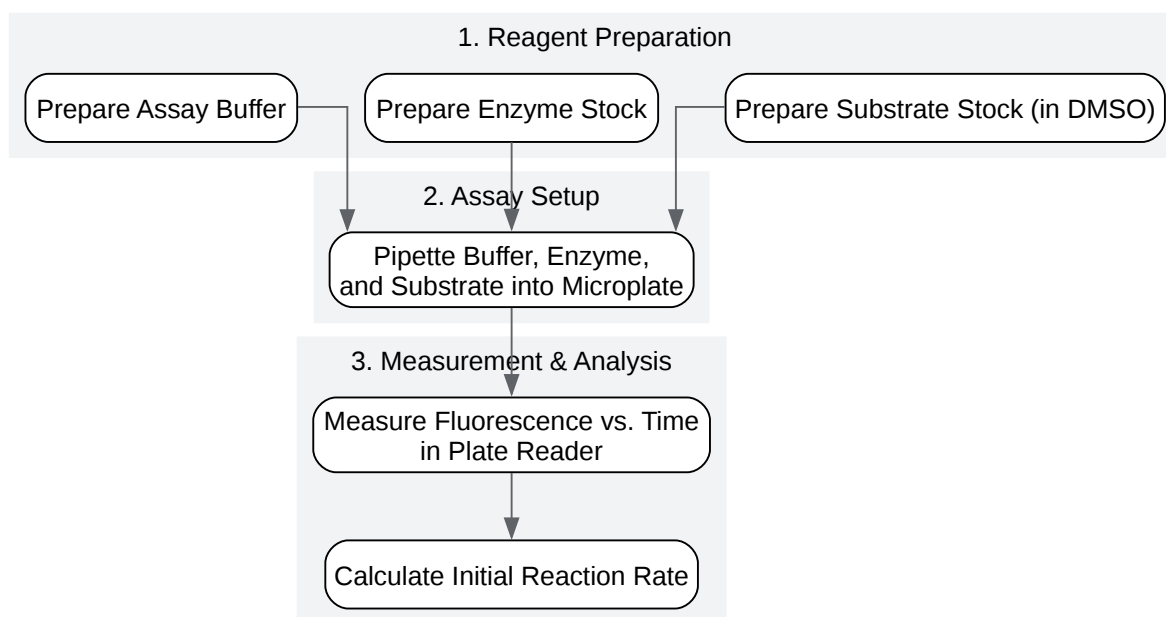 1. Reagent Preparation
Prepare Assay Buffer
Prepare Enzyme Stock
Prepare Substrate Stock (in DMSO)
2. Assay Setup
Pipette Buffer, Enzyme,
and Substrate into Microplate
3. Measurement & Analysis
Measure Fluorescence vs. Time
in Plate Reader
Calculate Initial Reaction Rate